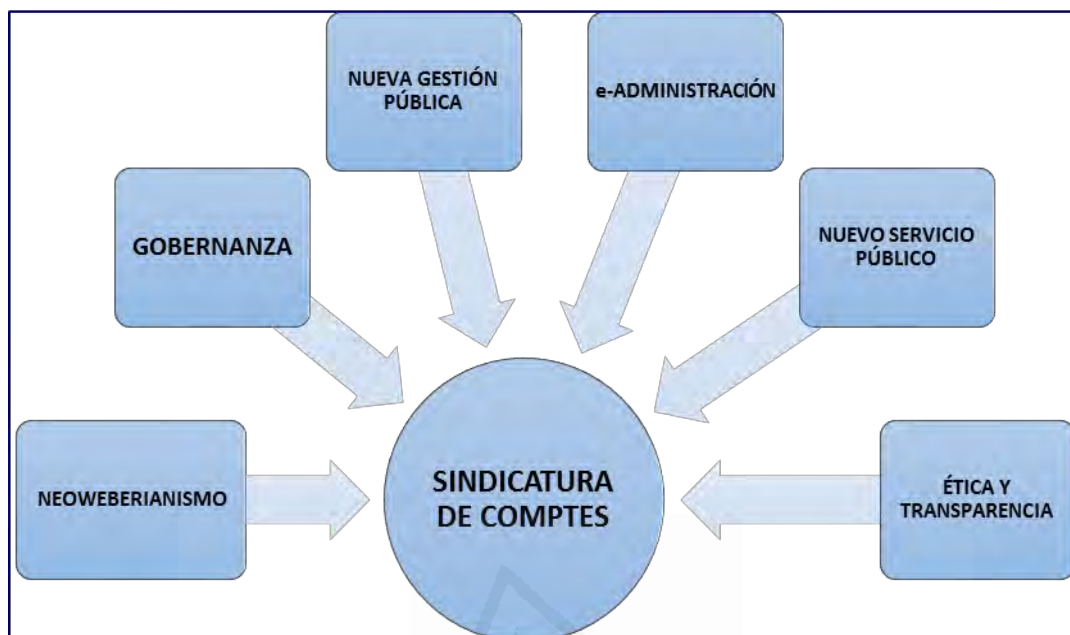 NUEVA GESTIÓN
PÚBLICA
e-ADMINISTRACIÓN
GOBERNANZA
NUEVO SERVICIO
PÚBLICO
NEOWEBERIANISMO
SINDICATURA
DE COMPTES
ÉTICA Y
TRANSPARENCIA